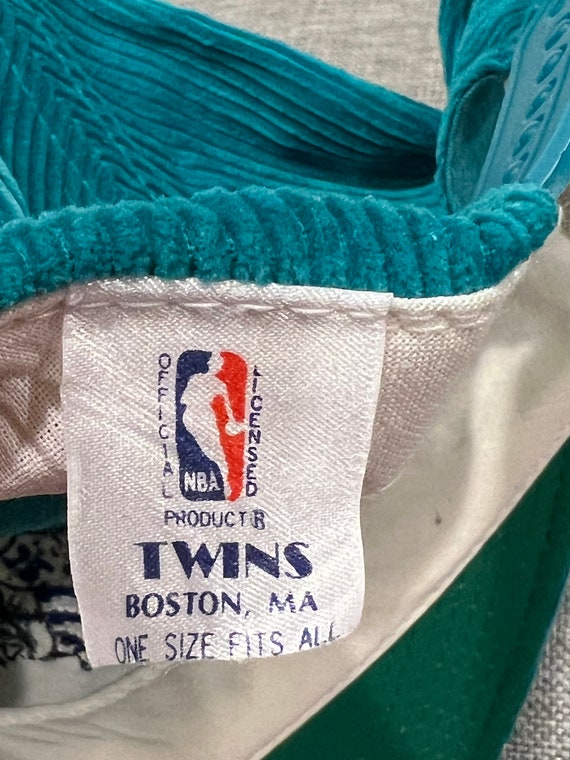 OFFICIAL
LICENSED
NBA
PRODUCT ®
TWINS
BOSTON, MA
ONE SIZE FITS ALL